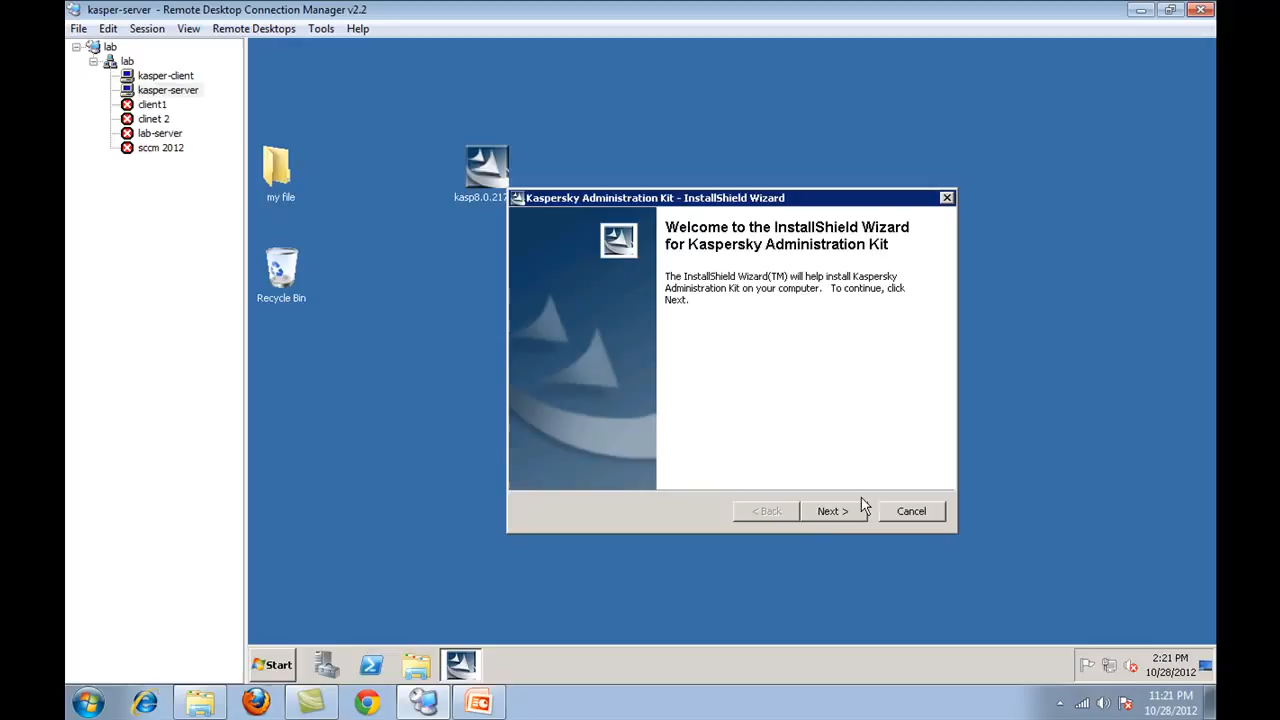 kasper-server - Remote Desktop Connection Manager v2.2
File Edit Session View Remote Desktops Tools Help
lab
lab
kasper-client
kasper-server
client1
clinet 2
lab-server
sccm 2012
my file
kasp8.0.217
Recycle Bin
Kaspersky Administration Kit - InstallShield Wizard
Welcome to the InstallShield Wizard
for Kaspersky Administration Kit
The InstallShield Wizard(TM) will help install Kaspersky
Administration Kit on your computer. To continue, click
Next.
< Back Next > Cancel
Start
2:21 PM
10/28/2012
11:21 PM
10/28/2012